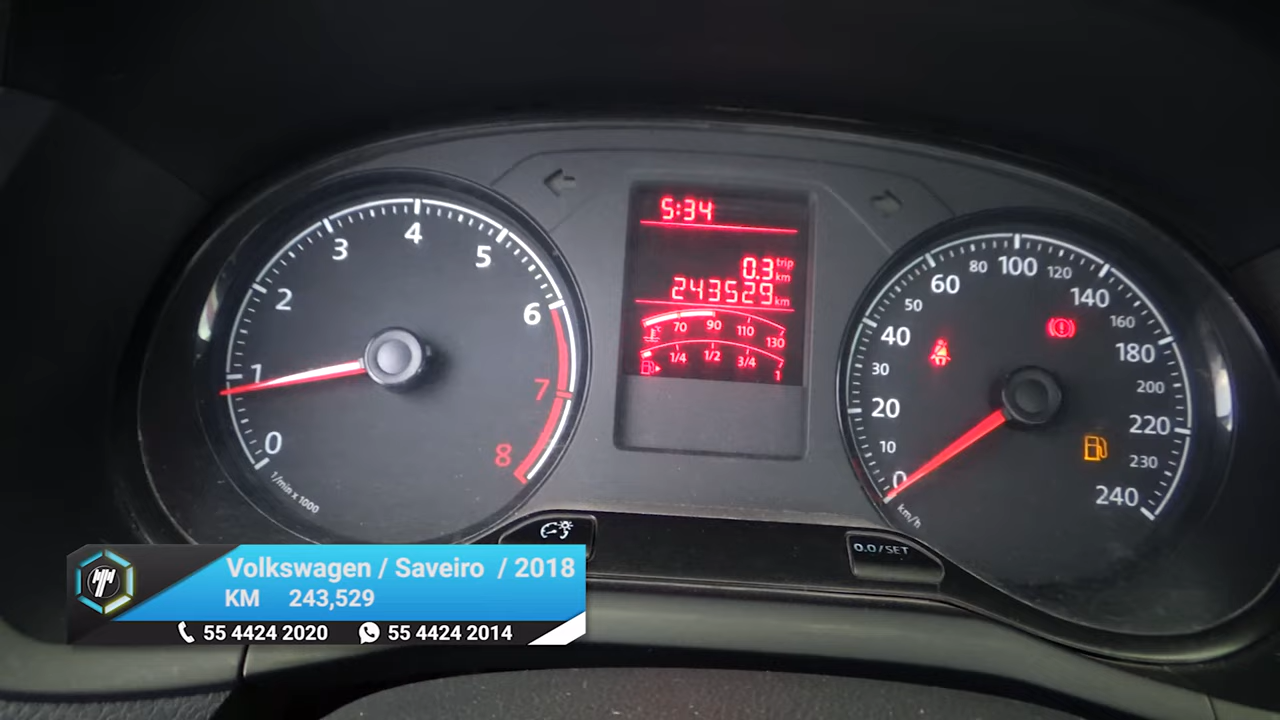 5:34
0.3 trip km
243529 km
70 90 110 130
1/4 1/2 3/4 1
0 1 2 3 4 5 6 7 8
1/min x 1000
0 10 20 30 40 50 60 80 100 120 140 160 180 200 220 230 240
km/h
0.0/SET
Volkswagen / Saveiro / 2018
KM 243,529
55 4424 2020 55 4424 2014